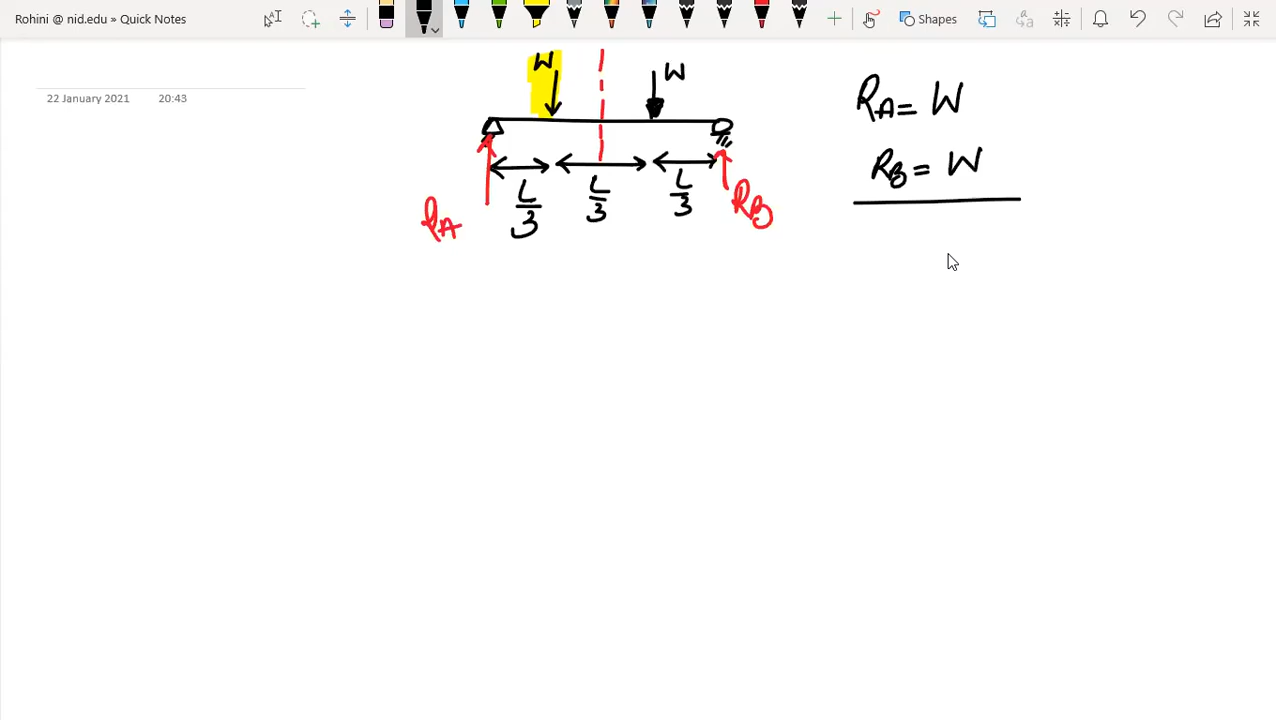 Rohini @ nid.edu » Quick Notes
Shapes
22 January 2021 20:43
W
W
RA = W
RB = W
L/3
L/3
L/3
RA
RB